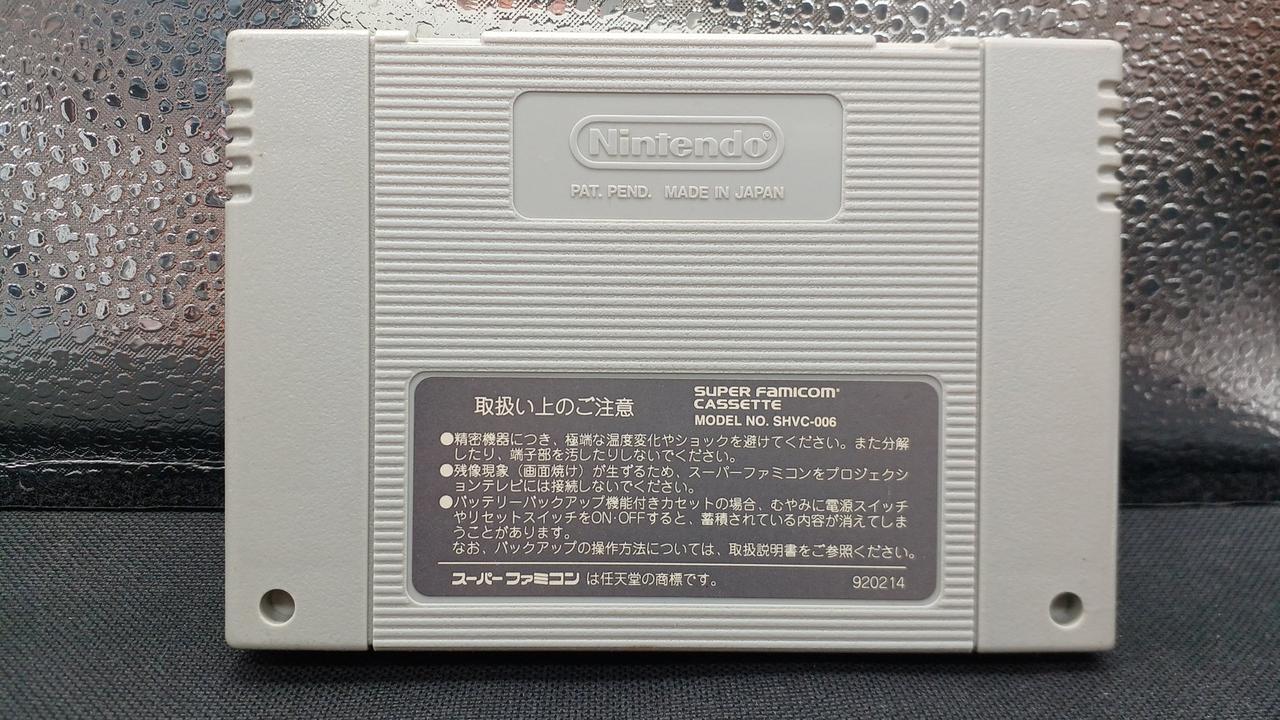 Nintendo®
PAT. PEND. MADE IN JAPAN
取扱い上のご注意
SUPER FAMICOM®
CASSETTE
MODEL NO. SHVC-006
●精密機器につき、極端な温度変化やショックを避けてください。また分解
したり、端子部を汚したりしないでください。
●残像現象（画面焼け）が生ずるため、スーパーファミコンをプロジェクシ
ョンテレビには接続しないでください。
●バッテリーバックアップ機能付きカセットの場合、むやみに電源スイッチ
やリセットスイッチをON·OFFすると、蓄積されている内容が消えてしま
うことがあります。
なお、バックアップの操作方法については、取扱説明書をご参照ください。
スーパーファミコン は任天堂の商標です。
920214